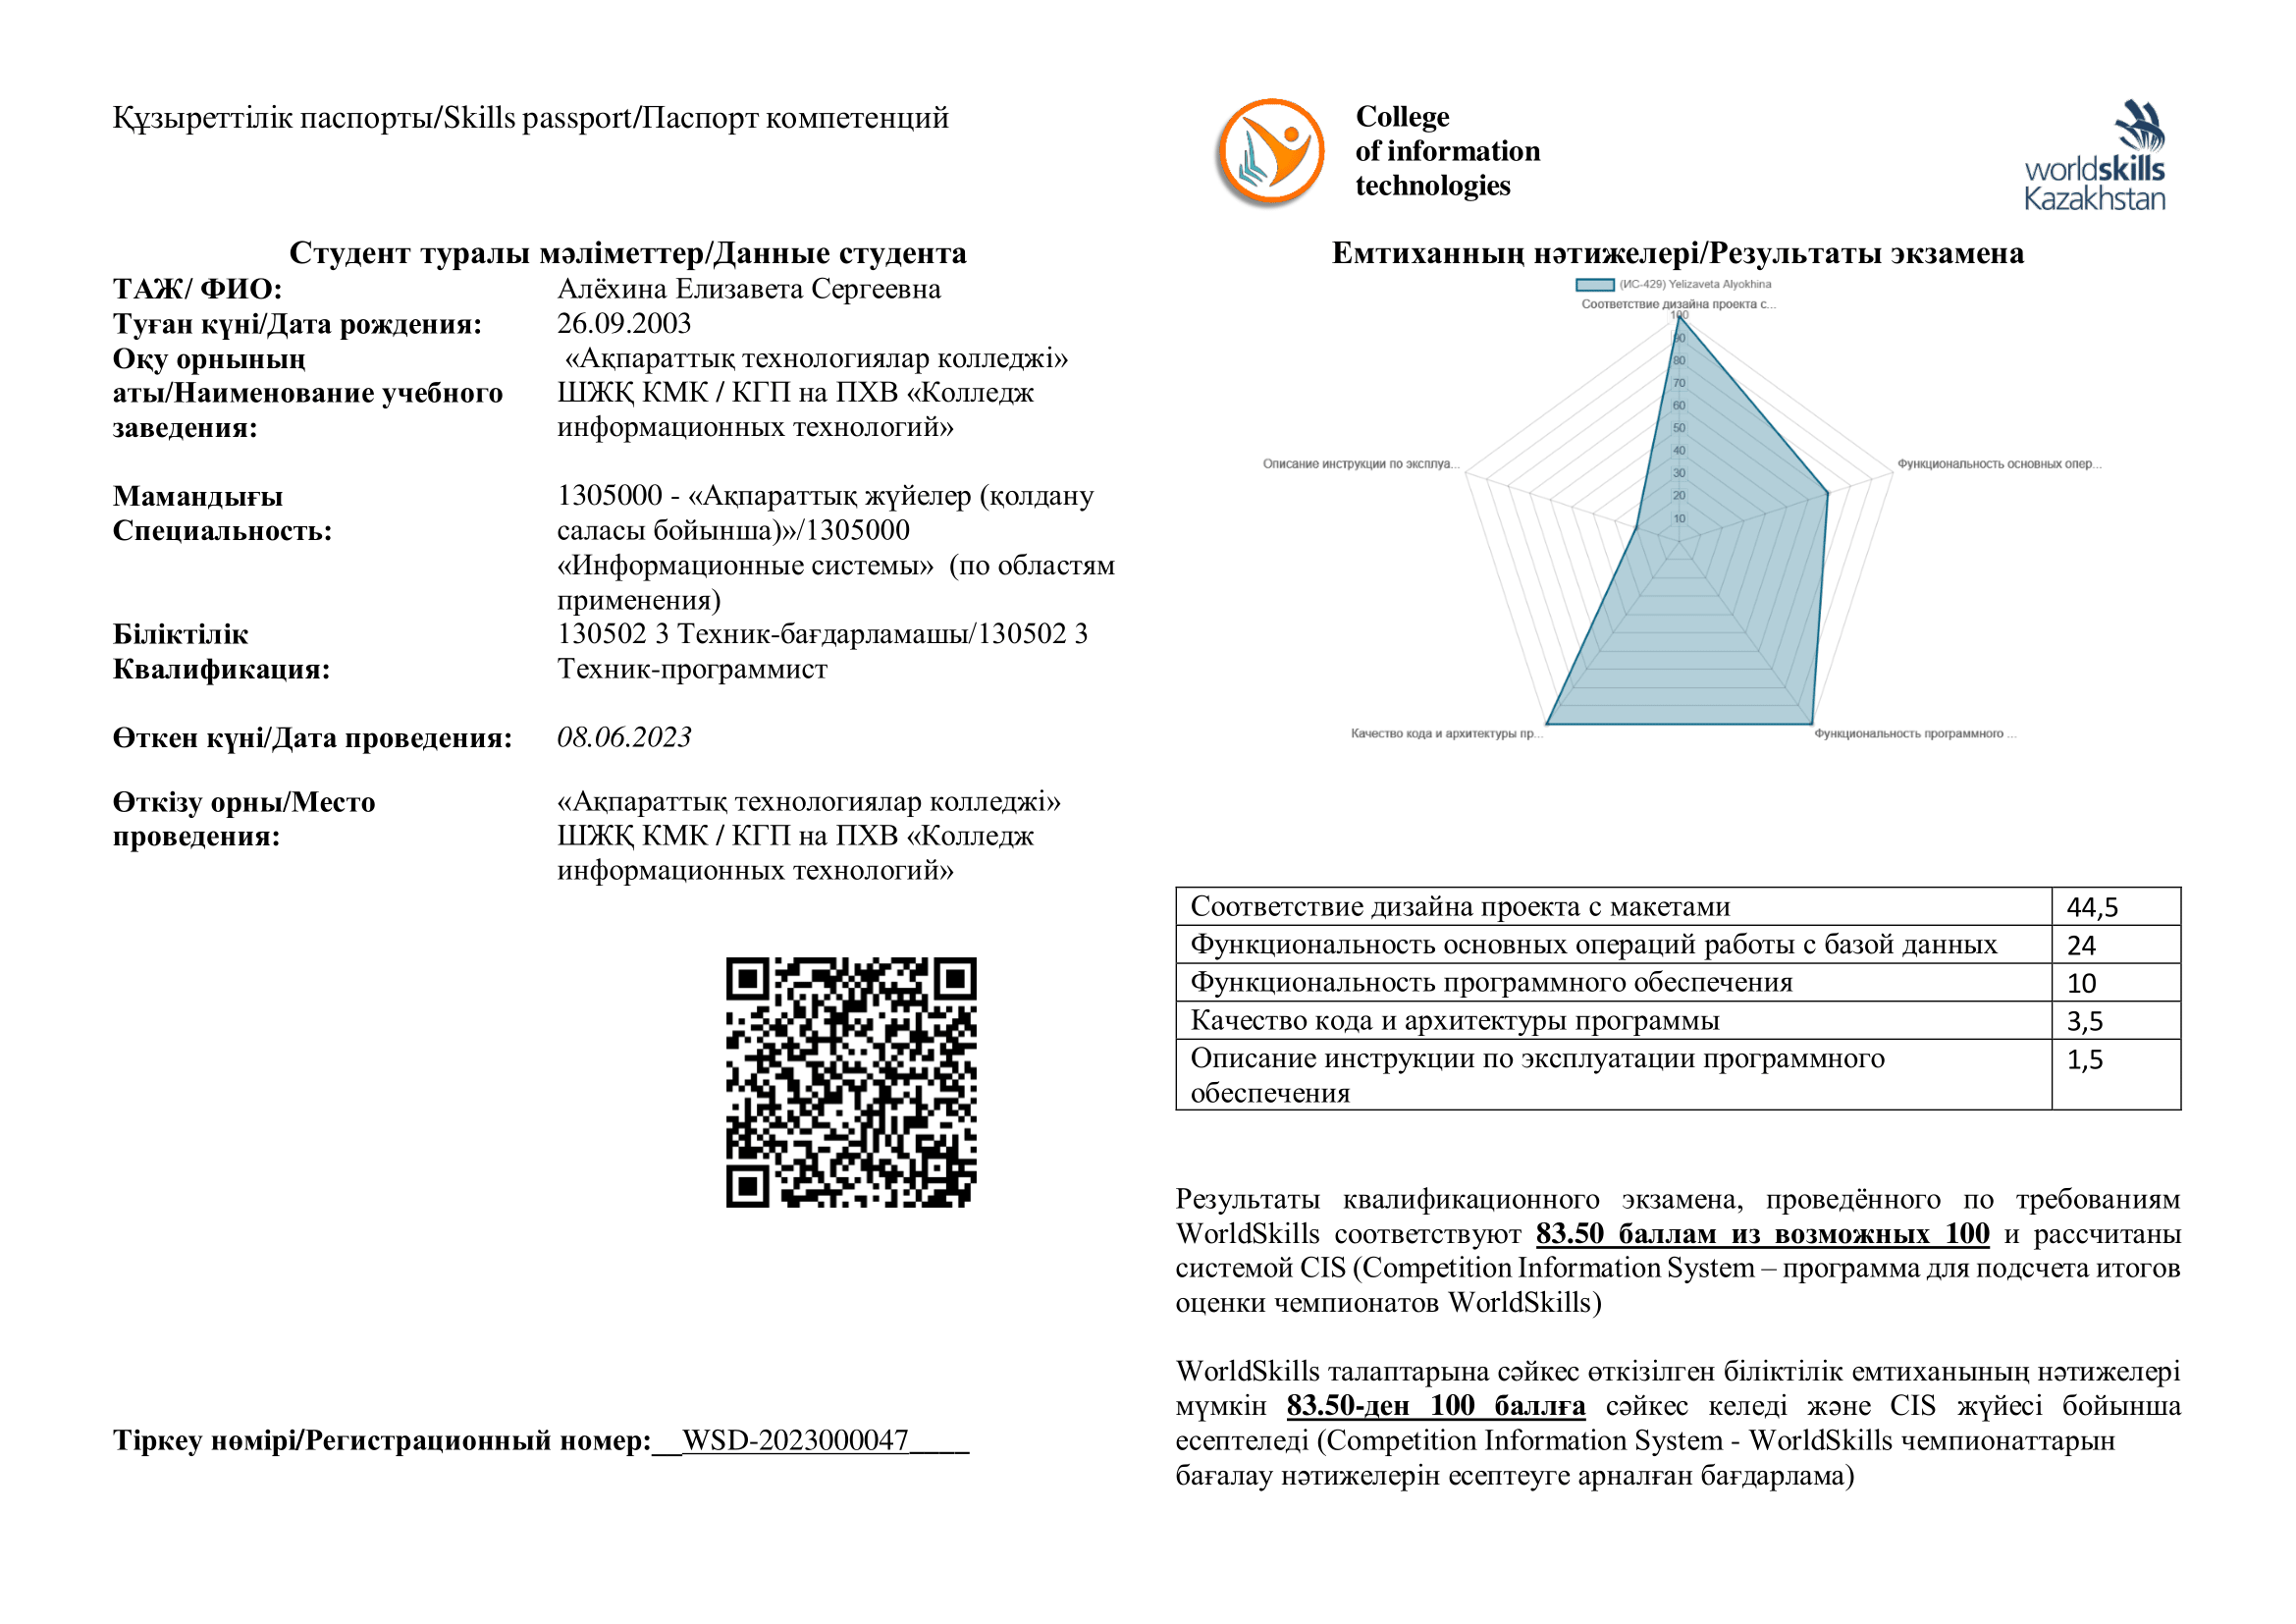 Құзыреттілік паспорты/Skills passport/Паспорт компетенций
Студент туралы мәліметтер/Данные студента
ТАЖ/ ФИО: Алёхина Елизавета Сергеевна
Туған күні/Дата рождения: 26.09.2003
Оқу орнының «Ақпараттық технологиялар колледжі»
аты/Наименование учебного ШЖҚ КМК / КГП на ПХВ «Колледж
заведения: информационных технологий»
Мамандығы 1305000 - «Ақпараттық жүйелер (қолдану
Специальность: саласы бойынша)»/1305000
«Информационные системы» (по областям
применения)
Біліктілік 130502 3 Техник-бағдарламашы/130502 3
Квалификация: Техник-программист
Өткен күні/Дата проведения: 08.06.2023
Өткізу орны/Место «Ақпараттық технологиялар колледжі»
проведения: ШЖҚ КМК / КГП на ПХВ «Колледж
информационных технологий»
Тіркеу нөмірі/Регистрационный номер:__WSD-2023000047____
College
of information
technologies
worldskills
Kazakhstan
Емтиханның нәтижелері/Результаты экзамена
(ИС-429) Yelizaveta Alyokhina
Соответствие дизайна проекта с...
100
90
80
70
60
50
40
30
20
10
Описание инструкции по эксплуа...
Функциональность основных опер...
Качество кода и архитектуры пр...
Функциональность программного ...
Соответствие дизайна проекта с макетами 44,5
Функциональность основных операций работы с базой данных 24
Функциональность программного обеспечения 10
Качество кода и архитектуры программы 3,5
Описание инструкции по эксплуатации программного 1,5
обеспечения
Результаты квалификационного экзамена, проведённого по требованиям
WorldSkills соответствуют 83.50 баллам из возможных 100 и рассчитаны
системой CIS (Competition Information System – программа для подсчета итогов
оценки чемпионатов WorldSkills)
WorldSkills талаптарына сәйкес өткізілген біліктілік емтиханының нәтижелері
мүмкін 83.50-ден 100 баллға сәйкес келеді және CIS жүйесі бойынша
есептеледі (Competition Information System - WorldSkills чемпионаттарын
бағалау нәтижелерін есептеуге арналған бағдарлама)